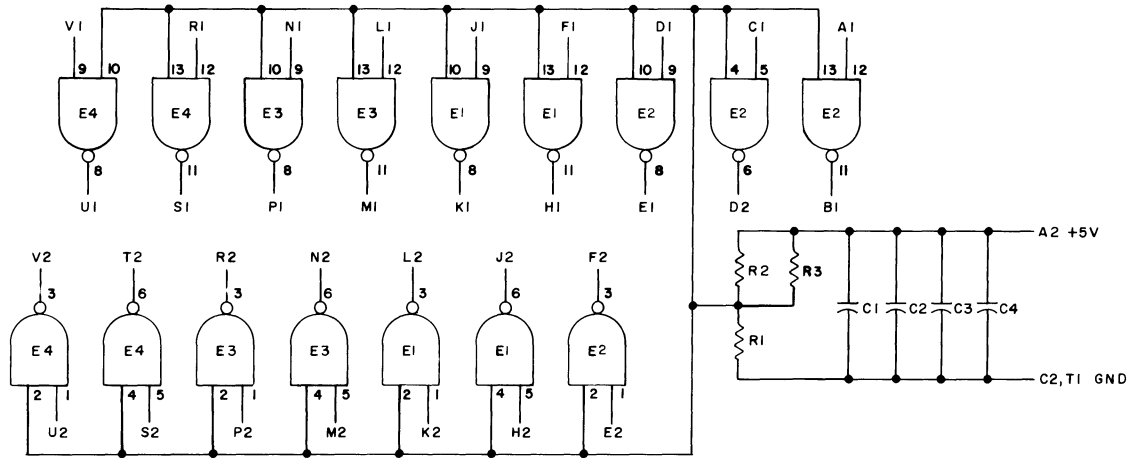 V1 R1 N1 L1 J1 F1 D1 C1 A1
9 10 13 12 10 9 13 12 10 9 13 12 10 9 4 5 13 12
E4 E4 E3 E3 E1 E1 E2 E2 E2
8 11 8 11 8 11 8 6 11
U1 S1 P1 M1 K1 H1 E1 D2 B1
A2 +5V
R2 R3
C1 C2 C3 C4
R1
C2,T1 GND
V2 T2 R2 N2 L2 J2 F2
3 6 3 6 3 6 3
E4 E4 E3 E3 E1 E1 E2
2 1 4 5 2 1 4 5 2 1 4 5 2 1
U2 S2 P2 M2 K2 H2 E2